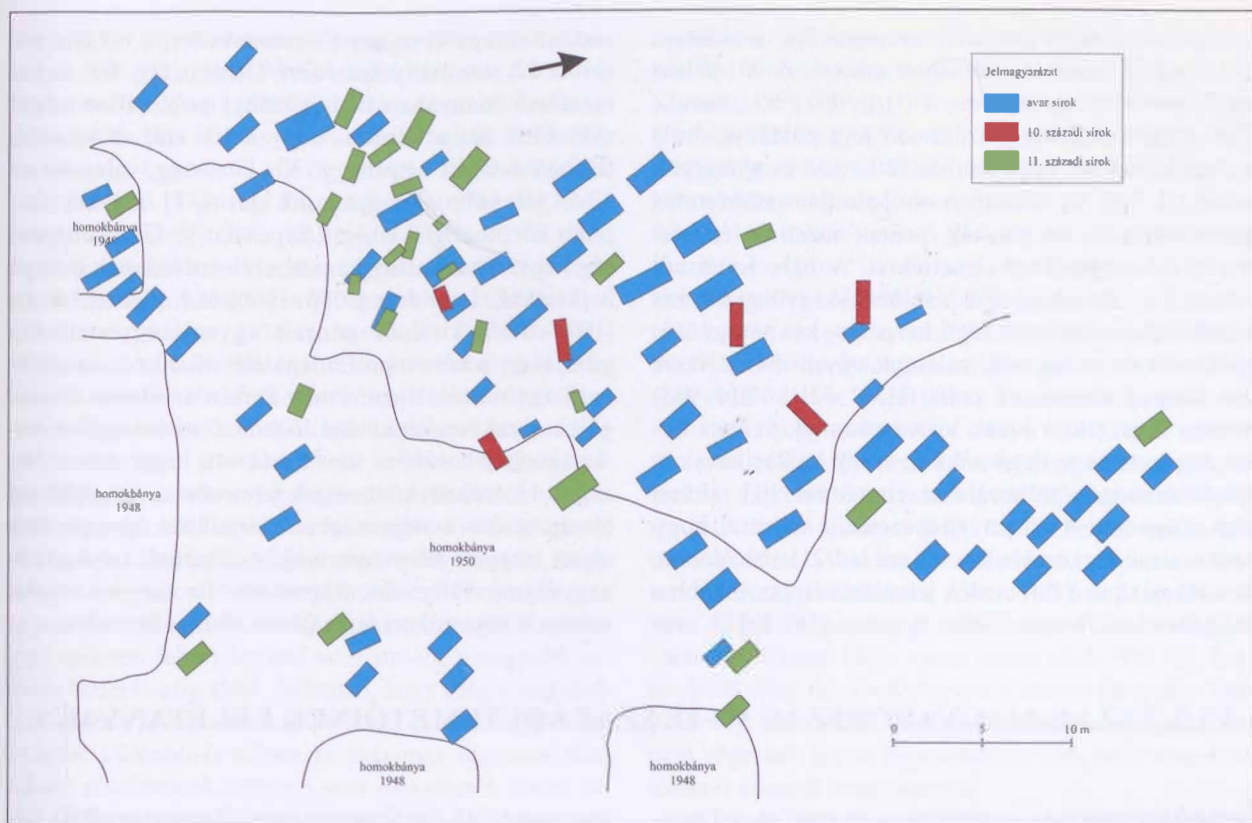 Jelmagyarázat
avar sírok
10. századi sírok
11. századi sírok
homokbánya
homokbánya
1948
homokbánya
1950
homokbánya
1948
homokbánya
1948
0 5 10 m